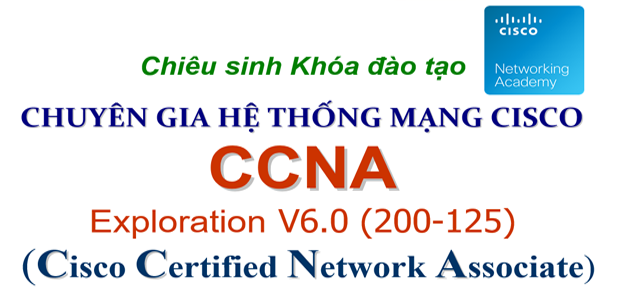 CISCO
Networking
Academy
Chiêu sinh Khóa đào tạo
CHUYÊN GIA HỆ THỐNG MẠNG CISCO
CCNA
Exploration V6.0 (200-125)
(Cisco Certified Network Associate)